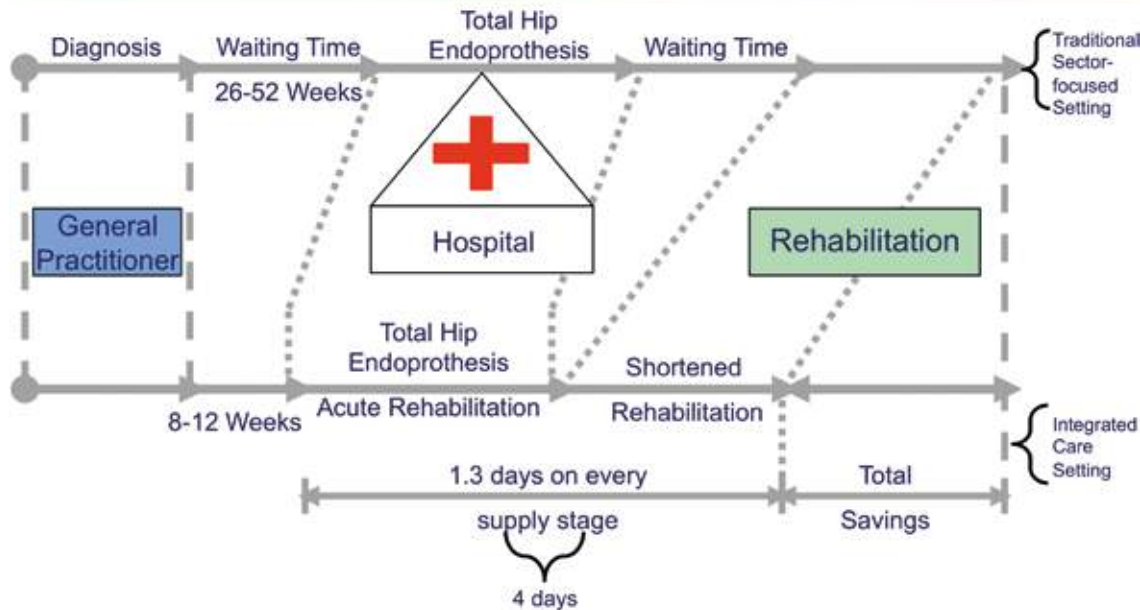 Diagnosis
Waiting Time
26-52 Weeks
Total Hip
Endoprothesis
Waiting Time
Traditional
Sector-
focused
Setting
General
Practitioner
Hospital
Rehabilitation
8-12 Weeks
Total Hip
Endoprothesis
Acute Rehabilitation
Shortened
Rehabilitation
Integrated
Care
Setting
1.3 days on every
supply stage
4 days
Total
Savings